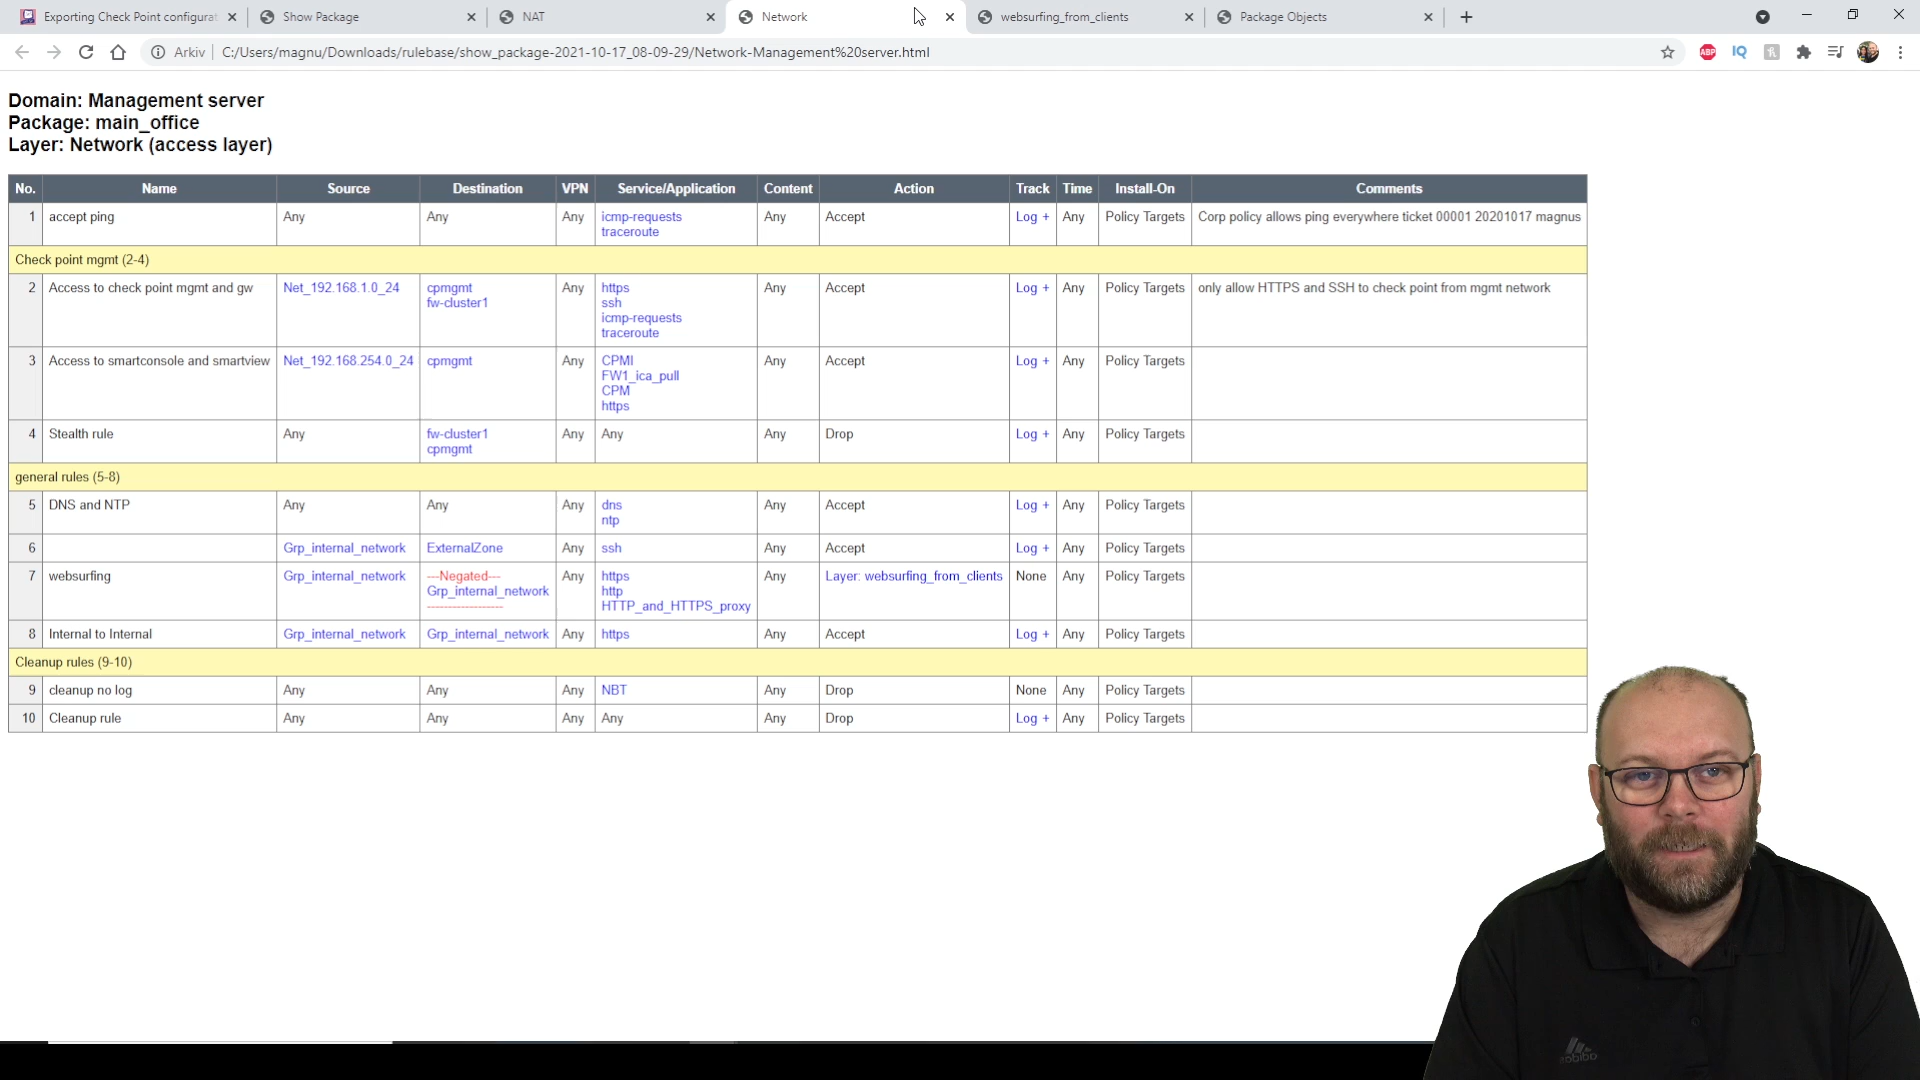 Exporting Check Point configurat
Show Package
NAT
Network
websurfing_from_clients
Package Objects
Arkiv
C:/Users/magnu/Downloads/rulebase/show_package-2021-10-17_08-09-29/Network-Management%20server.html
ABP
IQ
Domain: Management server
Package: main_office
Layer: Network (access layer)
No. Name Source Destination VPN Service/Application Content Action Track Time Install-On Comments
1 accept ping Any Any Any icmp-requests Any Accept Log + Any Policy Targets Corp policy allows ping everywhere ticket 00001 20201017 magnus
traceroute
Check point mgmt (2-4)
2 Access to check point mgmt and gw Net_192.168.1.0_24 cpmgmt Any https Any Accept Log + Any Policy Targets only allow HTTPS and SSH to check point from mgmt network
fw-cluster1 ssh
icmp-requests
traceroute
3 Access to smartconsole and smartview Net_192.168.254.0_24 cpmgmt Any CPMI Any Accept Log + Any Policy Targets
FW1_ica_pull
CPM
https
4 Stealth rule Any fw-cluster1 Any Any Any Drop Log + Any Policy Targets
cpmgmt
general rules (5-8)
5 DNS and NTP Any Any Any dns Any Accept Log + Any Policy Targets
ntp
6 Grp_internal_network ExternalZone Any ssh Any Accept Log + Any Policy Targets
7 websurfing Grp_internal_network ---Negated--- Any https Any Layer: websurfing_from_clients None Any Policy Targets
Grp_internal_network http
------------------- HTTP_and_HTTPS_proxy
8 Internal to Internal Grp_internal_network Grp_internal_network Any https Any Accept Log + Any Policy Targets
Cleanup rules (9-10)
9 cleanup no log Any Any Any NBT Any Drop None Any Policy Targets
10 Cleanup rule Any Any Any Any Any Drop Log + Any Policy Targets
adidas